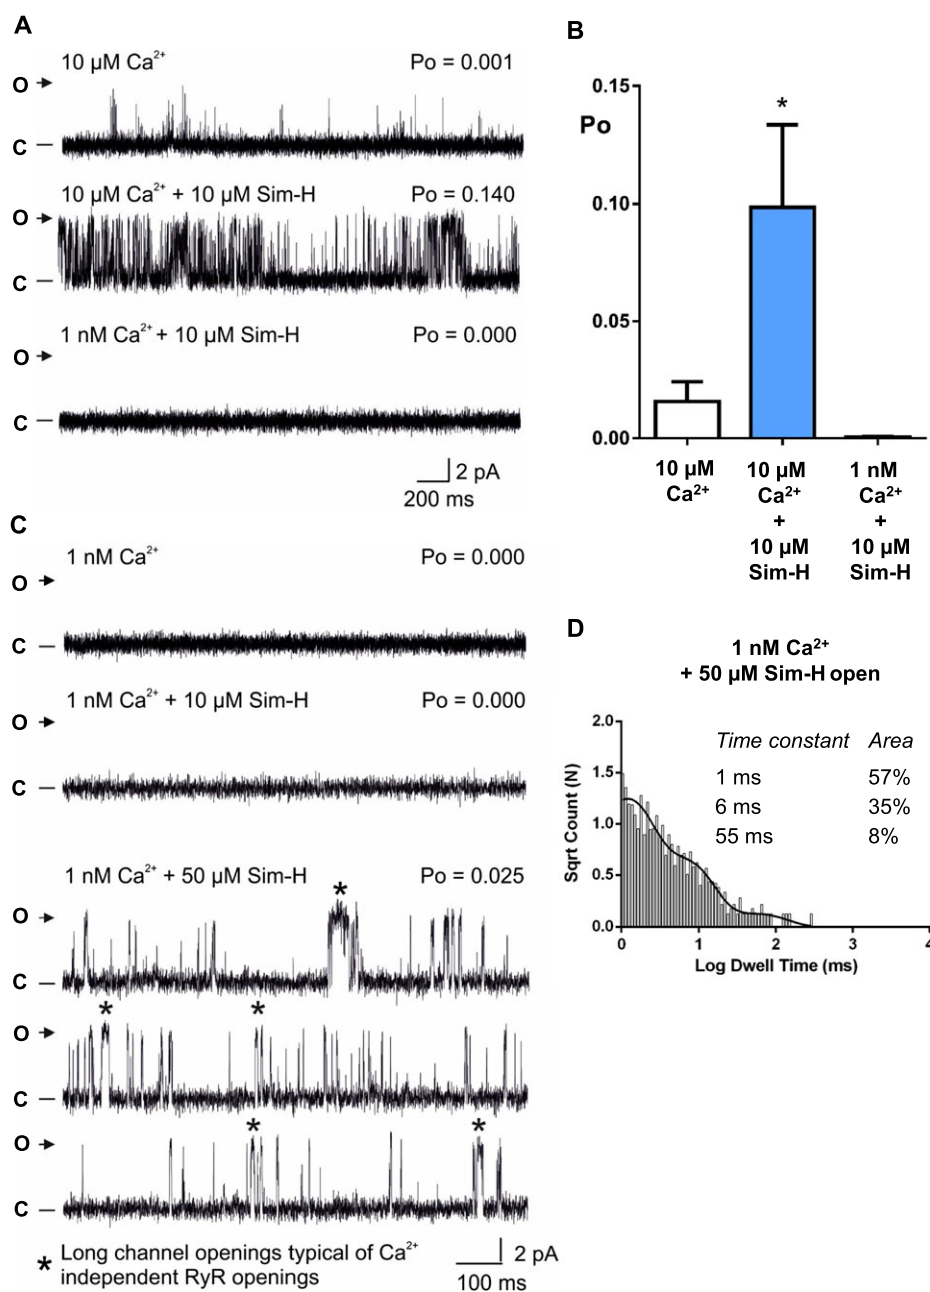 A
10 µM Ca²⁺ Po = 0.001
O
C
10 µM Ca²⁺ + 10 µM Sim-H Po = 0.140
O
C
1 nM Ca²⁺ + 10 µM Sim-H Po = 0.000
O
C
2 pA
200 ms
B
0.15
Po
*
0.10
0.05
0.00
10 µM
Ca²⁺
10 µM
Ca²⁺
+
10 µM
Sim-H
1 nM
Ca²⁺
+
10 µM
Sim-H
C
1 nM Ca²⁺ Po = 0.000
O
C
1 nM Ca²⁺ + 10 µM Sim-H Po = 0.000
O
C
1 nM Ca²⁺ + 50 µM Sim-H Po = 0.025
*
O
C
* *
O
C
* *
O
C
* Long channel openings typical of Ca²⁺
independent RyR openings
2 pA
100 ms
D
1 nM Ca²⁺
+ 50 µM Sim-H open
2.0
1.5
1.0
0.5
0.0
Sqrt Count (N)
Time constant Area
1 ms 57%
6 ms 35%
55 ms 8%
0 1 2 3 4
Log Dwell Time (ms)